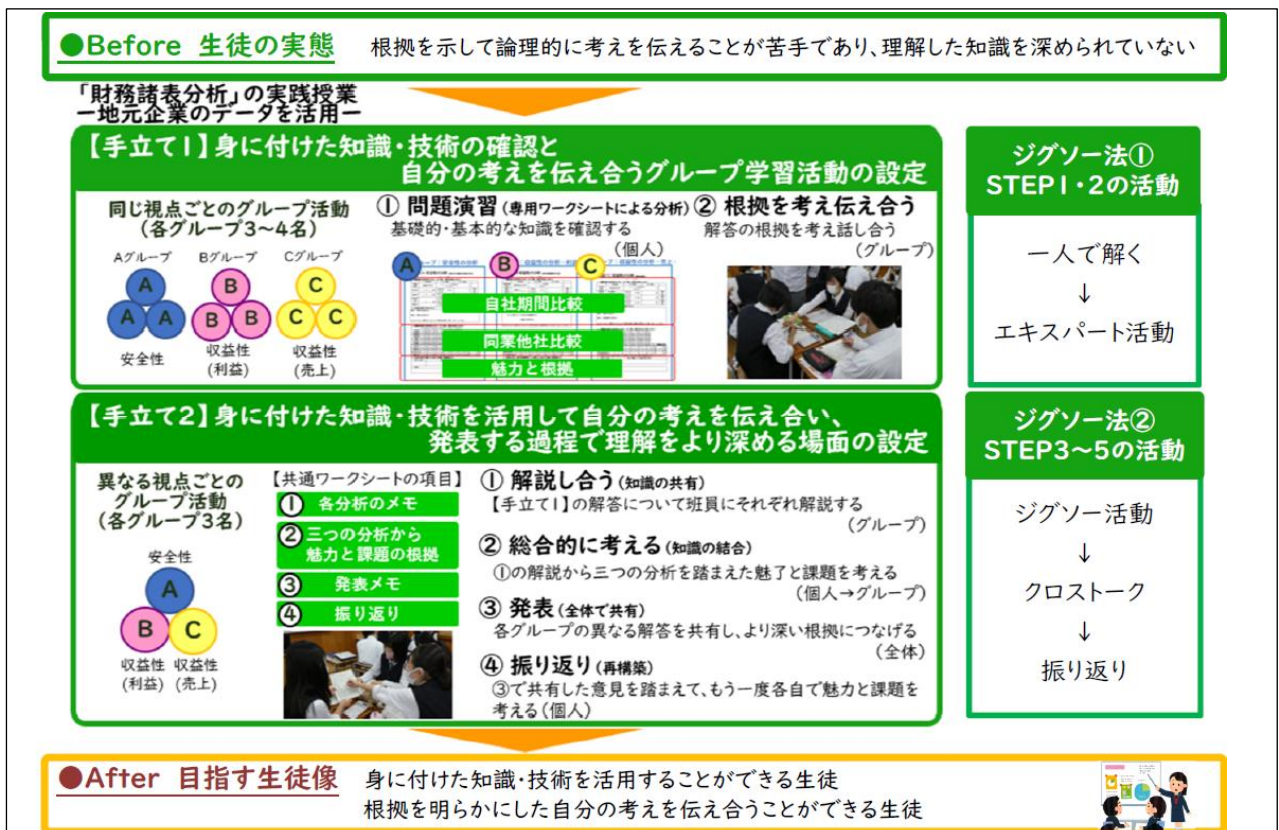 ●Before 生徒の実態
根拠を示して論理的に考えを伝えることが苦手であり、理解した知識を深められていない
「財務諸表分析」の実践授業
ー地元企業のデータを活用ー
【手立て1】身に付けた知識・技術の確認と
自分の考えを伝え合うグループ学習活動の設定
同じ視点ごとのグループ活動
(各グループ3~4名)
Aグループ
Bグループ
Cグループ
A
A A
B
B B
C
C C
安全性
収益性
(利益)
収益性
(売上)
① 問題演習(専用ワークシートによる分析)
基礎的・基本的な知識を確認する
(個人)
A
B
C
自社期間比較
同業他社比較
魅力と根拠
② 根拠を考え伝え合う
解答の根拠を考え話し合う
(グループ)
ジグソー法①
STEP1・2の活動
一人で解く
↓
エキスパート活動
【手立て2】身に付けた知識・技術を活用して自分の考えを伝え合い、
発表する過程で理解をより深める場面の設定
異なる視点ごとの
グループ活動
(各グループ3名)
安全性
A
B C
収益性
(利益)
収益性
(売上)
【共通ワークシートの項目】
① 各分析のメモ
② 三つの分析から
魅力と課題の根拠
③ 発表メモ
④ 振り返り
① 解説し合う(知識の共有)
【手立て1】の解答について班員にそれぞれ解説する
(グループ)
② 総合的に考える(知識の結合)
①の解説から三つの分析を踏まえた魅了と課題を考える
(個人→グループ)
③ 発表(全体で共有)
各グループの異なる解答を共有し、より深い根拠につなげる
(全体)
④ 振り返り(再構築)
③で共有した意見を踏まえて、もう一度各自で魅力と課題を
考える(個人)
ジグソー法②
STEP3~5の活動
ジグソー活動
↓
クロストーク
↓
振り返り
●After 目指す生徒像
身に付けた知識・技術を活用することができる生徒
根拠を明らかにした自分の考えを伝え合うことができる生徒